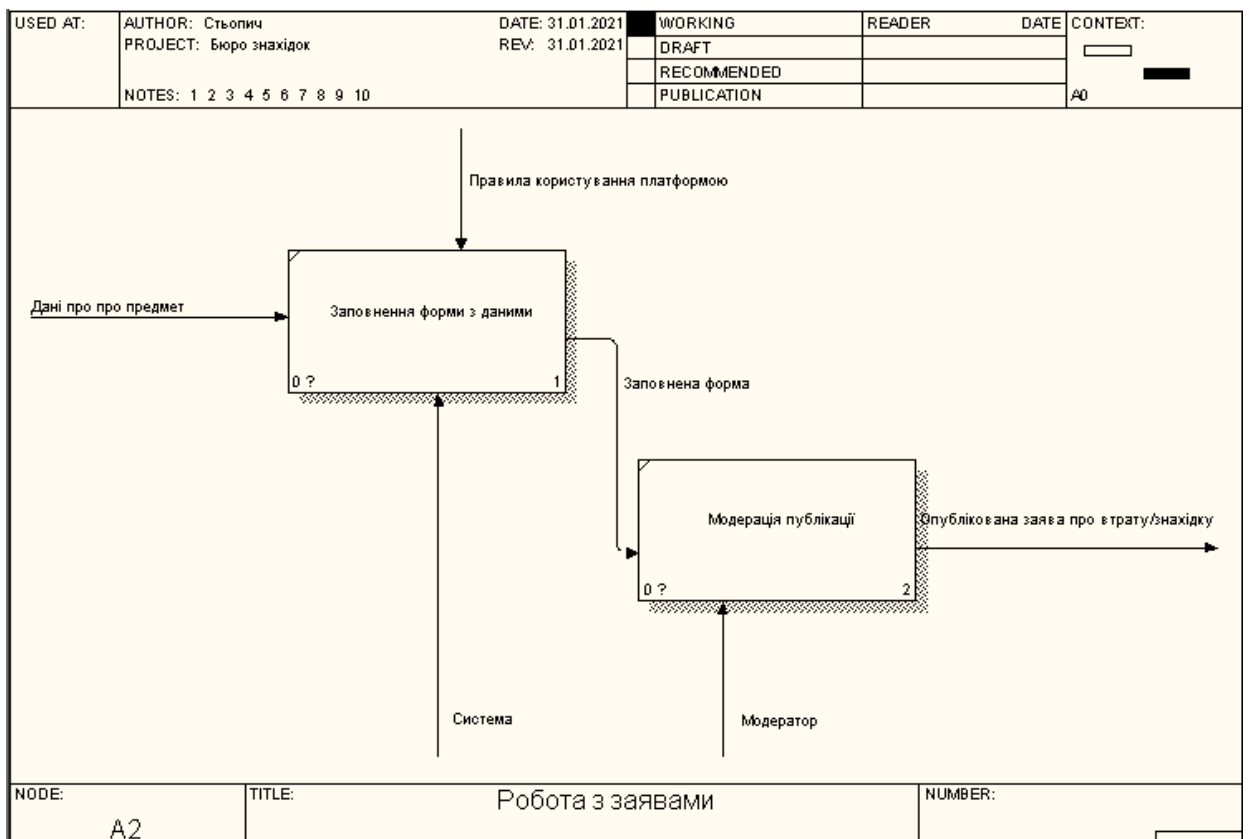 USED AT:
AUTHOR: Стьопич
DATE: 31.01.2021
PROJECT: Бюро знахідок
REV: 31.01.2021
NOTES: 1 2 3 4 5 6 7 8 9 10
WORKING
DRAFT
RECOMMENDED
PUBLICATION
READER DATE
CONTEXT:
A0
Правила користування платформою
Дані про про предмет
Заповнення форми з даними
0 ? 1
Заповнена форма
Модерація публікації
0 ? 2
Опублікована заява про втрату/знахідку
Система
Модератор
NODE:
A2
TITLE:
Робота з заявами
NUMBER: